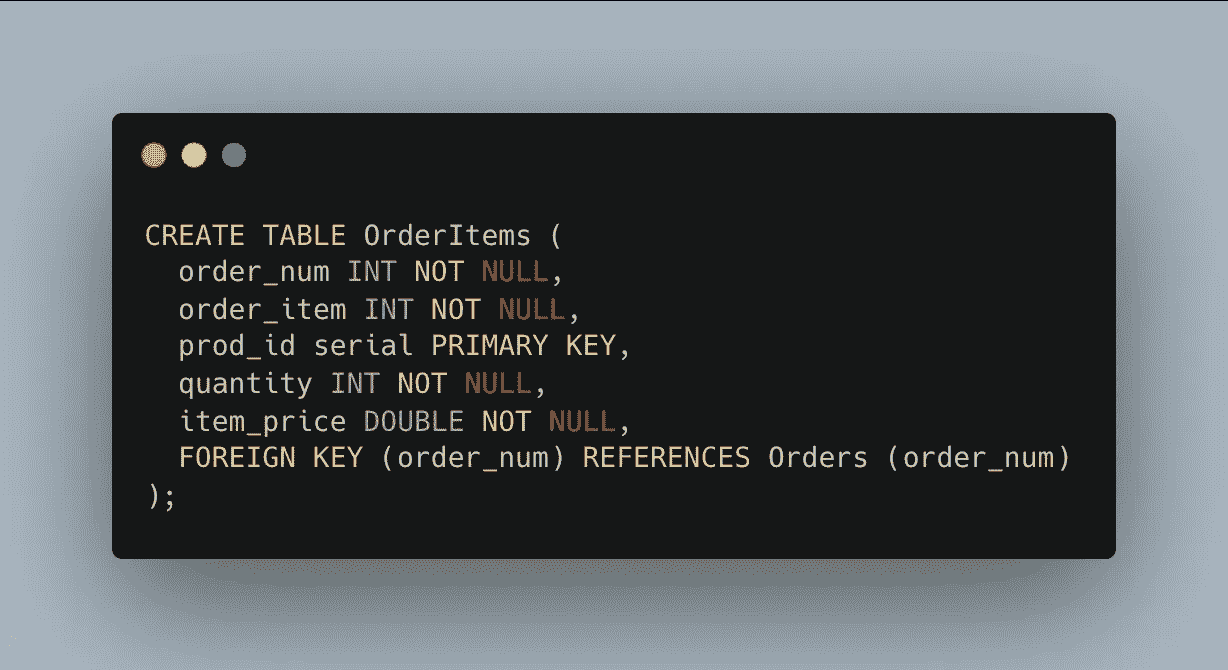 CREATE TABLE OrderItems (
  order_num INT NOT NULL,
  order_item INT NOT NULL,
  prod_id serial PRIMARY KEY,
  quantity INT NOT NULL,
  item_price DOUBLE NOT NULL,
  FOREIGN KEY (order_num) REFERENCES Orders (order_num)
);